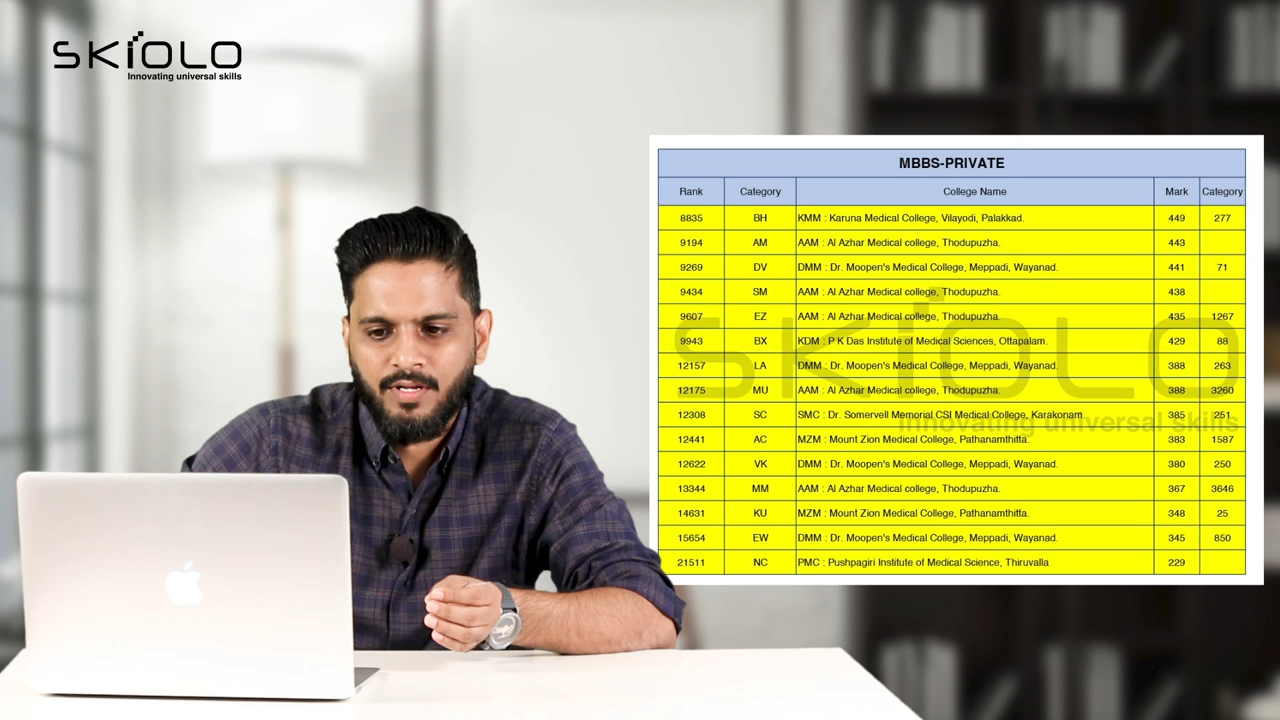 SKIOLO
Innovating universal skills
MBBS-PRIVATE
Rank Category College Name Mark Category
8835 BH KMM : Karuna Medical College, Vilayodi, Palakkad. 449 277
9194 AM AAM : Al Azhar Medical college, Thodupuzha. 443
9269 DV DMM : Dr. Moopen's Medical College, Meppadi, Wayanad. 441 71
9434 SM AAM : Al Azhar Medical college, Thodupuzha. 438
9607 EZ AAM : Al Azhar Medical college, Thodupuzha. 435 1267
9943 BX KDM : P K Das Institute of Medical Sciences, Ottapalam. 429 88
12157 LA DMM : Dr. Moopen's Medical College, Meppadi, Wayanad. 388 263
12175 MU AAM : Al Azhar Medical college, Thodupuzha. 388 3260
12308 SC SMC : Dr. Somervell Memorial CSI Medical College, Karakonam 385 251
12441 AC MZM : Mount Zion Medical College, Pathanamthitta. 383 1587
12622 VK DMM : Dr. Moopen's Medical College, Meppadi, Wayanad. 380 250
13344 MM AAM : Al Azhar Medical college, Thodupuzha. 367 3646
14631 KU MZM : Mount Zion Medical College, Pathanamthitta. 348 25
15654 EW DMM : Dr. Moopen's Medical College, Meppadi, Wayanad. 345 850
21511 NC PMC : Pushpagiri Institute of Medical Science, Thiruvalla 229
SKIOLO
Innovating universal skills